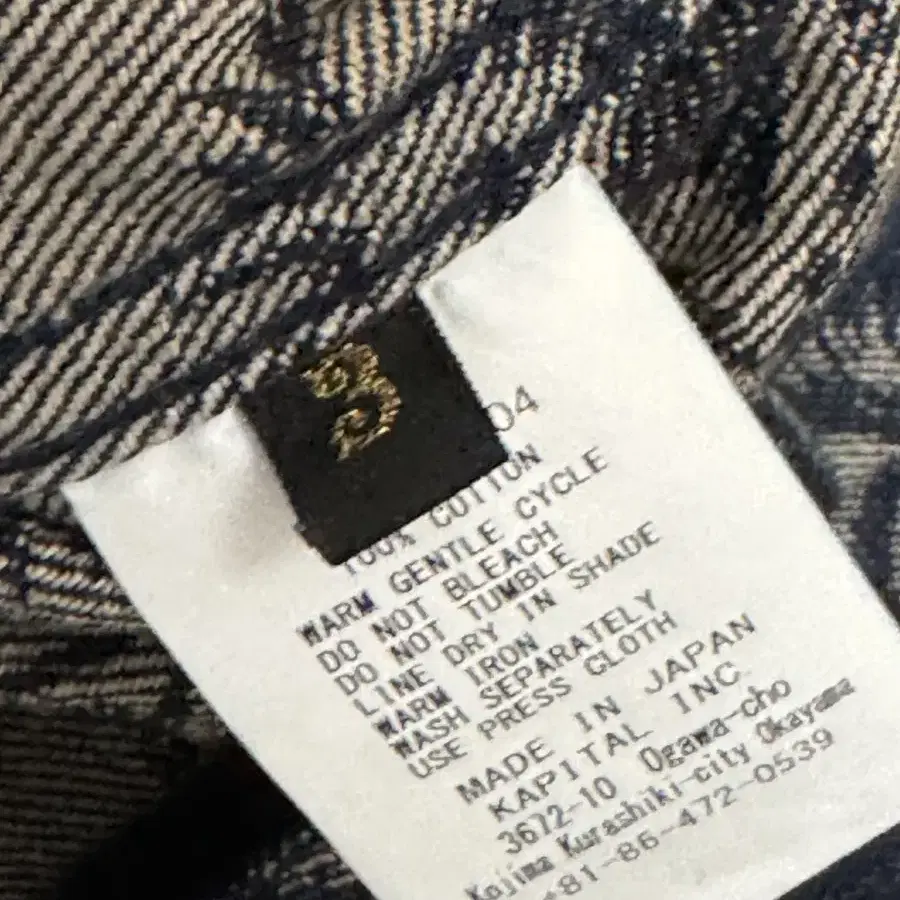 3
04
100% COTTON
WARM GENTLE CYCLE
DO NOT BLEACH
DO NOT TUMBLE
LINE DRY IN SHADE
WARM IRON
WASH SEPARATELY
USE PRESS CLOTH
MADE IN JAPAN
KAPITAL INC.
3672-10 Ogawa-cho
Kojima Kurashiki-city Okayama
+81-86-472-0539